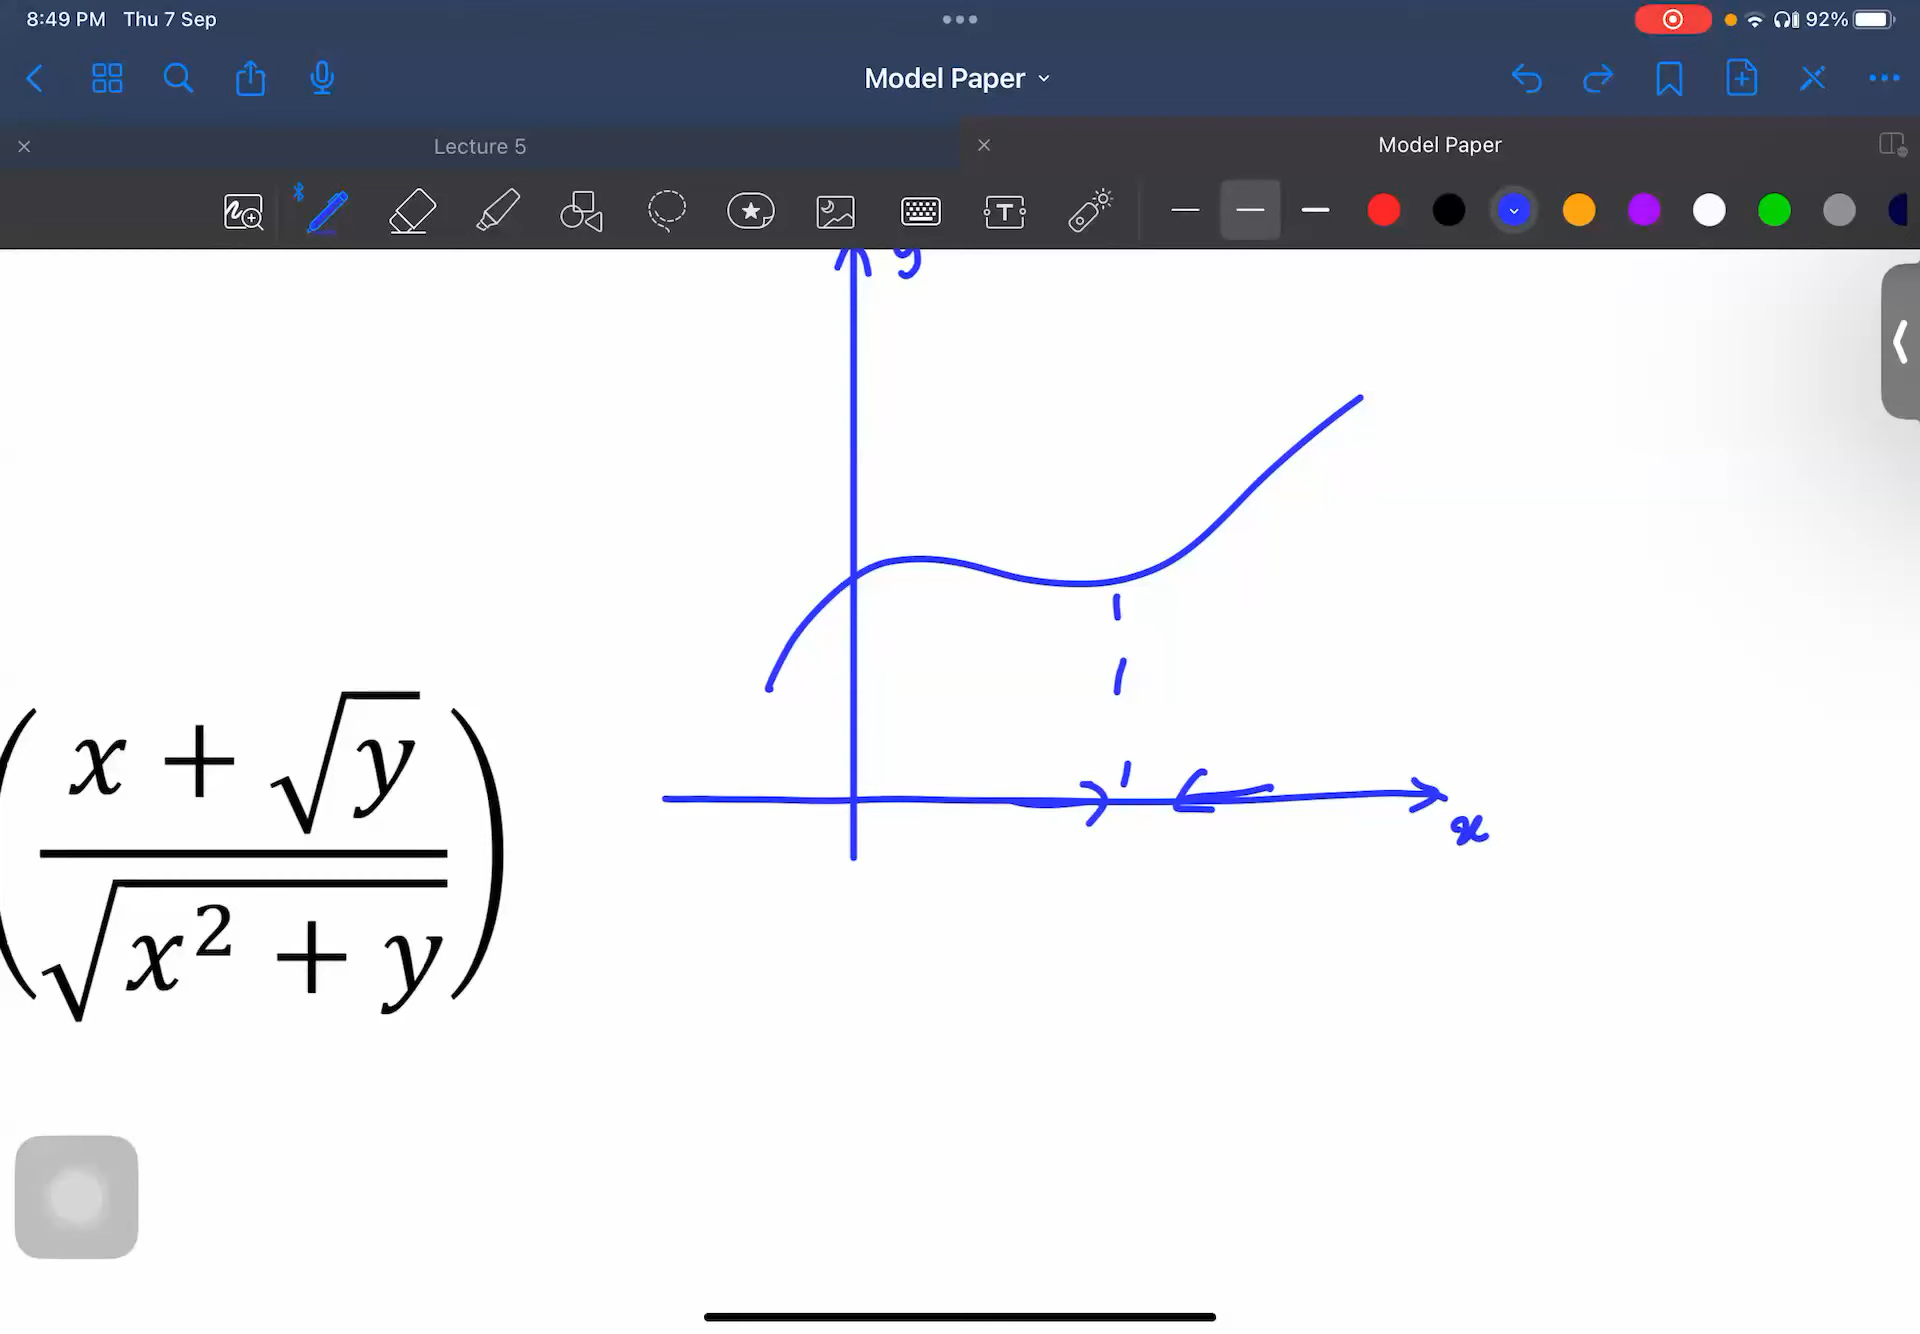 8:49 PM Thu 7 Sep
92%
Model Paper
Lecture 5
Model Paper
T
y
x
(x + √y)
√(x² + y)